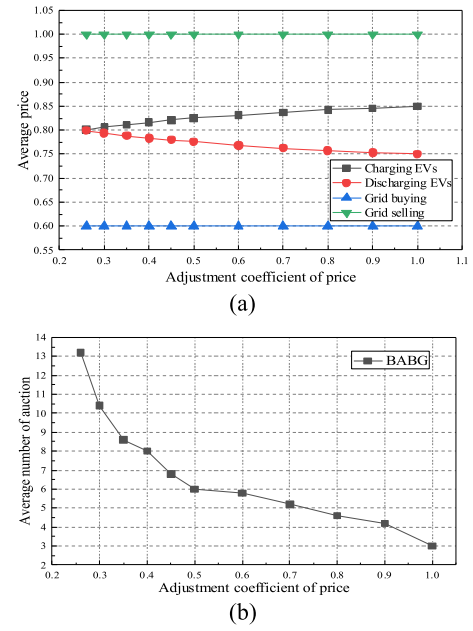 (a)
1.05
1.00
0.95
0.90
0.85
0.80
0.75
0.70
0.65
0.60
0.55
Average price
Charging EVs
Discharging EVs
Grid buying
Grid selling
0.2 0.3 0.4 0.5 0.6 0.7 0.8 0.9 1.0 1.1
Adjustment coefficient of price
(a)
14
13
12
11
10
9
8
7
6
5
4
3
2
Average number of auction
BABG
0.2 0.3 0.4 0.5 0.6 0.7 0.8 0.9 1.0
Adjustment coefficient of price
(b)